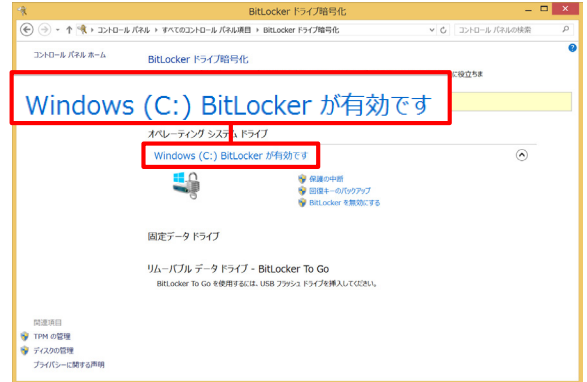 BitLocker ドライブ暗号化
コントロール パネル ▸ すべてのコントロール パネル項目 ▸ BitLocker ドライブ暗号化
コントロール パネルの検索
コントロール パネル ホーム
BitLocker ドライブ暗号化
に役立ちま
Windows (C:) BitLocker が有効です
オペレーティング システム ドライブ
Windows (C:) BitLocker が有効です
保護の中断
回復キーのバックアップ
BitLocker を無効にする
固定データ ドライブ
リムーバブル データ ドライブ - BitLocker To Go
BitLocker To Go を使用するには、USB フラッシュ ドライブを挿入してください。
関連項目
TPM の管理
ディスクの管理
プライバシーに関する声明